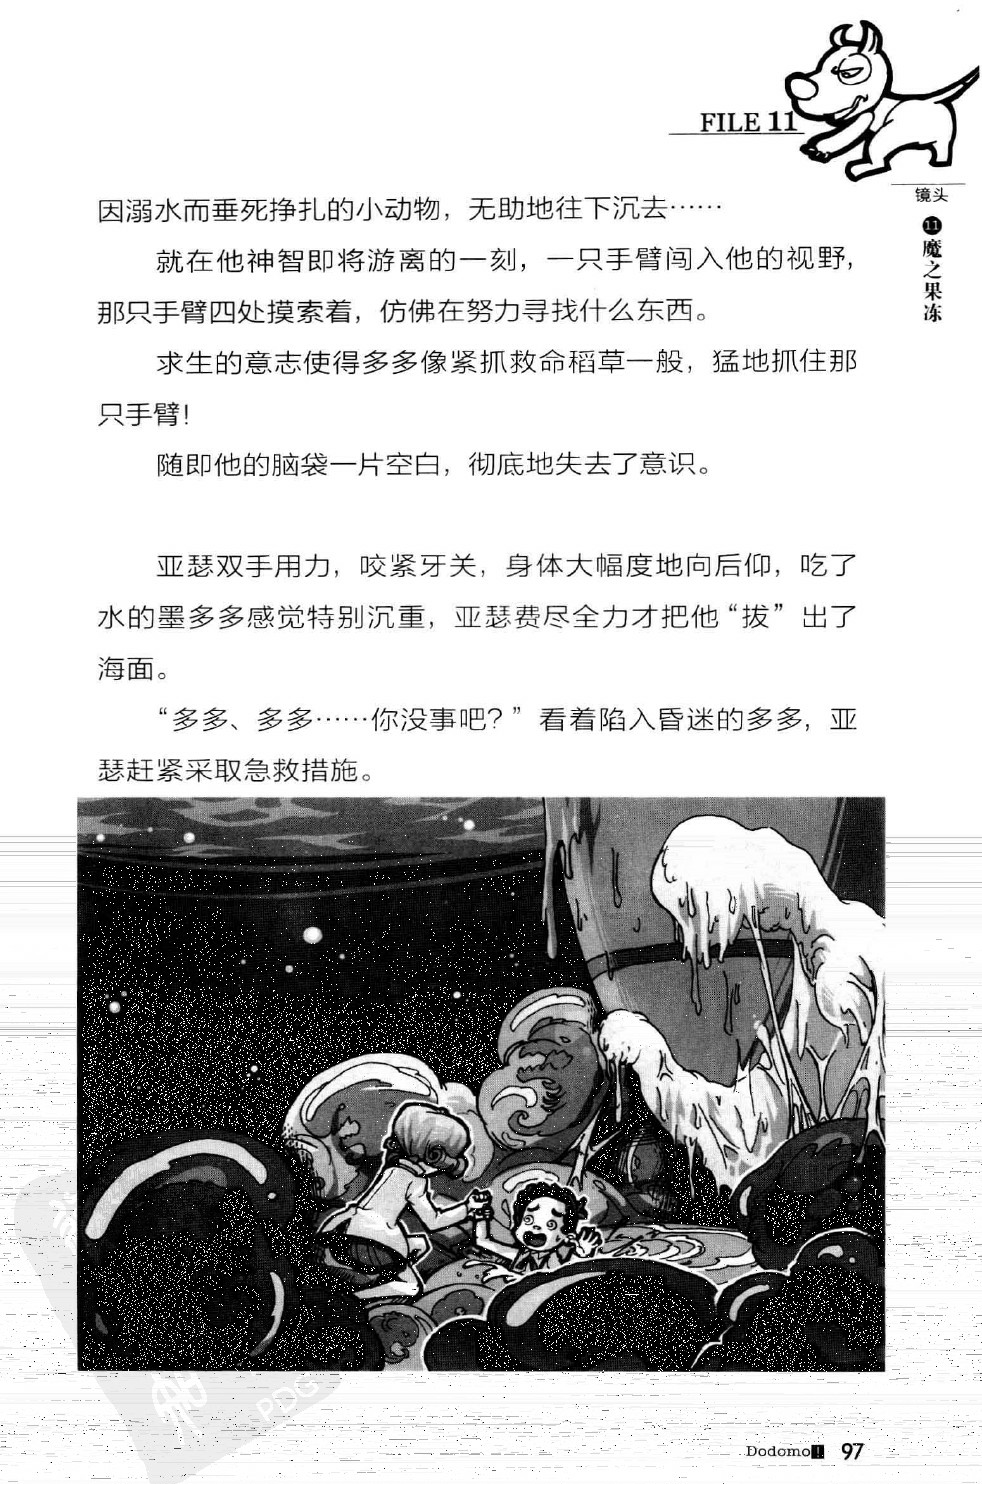 FILE 11
镜头
⓫魔之果冻
因溺水而垂死挣扎的小动物，无助地往下沉去……
就在他神智即将游离的一刻，一只手臂闯入他的视野，
那只手臂四处摸索着，仿佛在努力寻找什么东西。
求生的意志使得多多像紧抓救命稻草一般，猛地抓住那
只手臂！
随即他的脑袋一片空白，彻底地失去了意识。
亚瑟双手用力，咬紧牙关，身体大幅度地向后仰，吃了
水的墨多多感觉特别沉重，亚瑟费尽全力才把他“拔”出了
海面。
“多多、多多……你没事吧？”看着陷入昏迷的多多，亚
瑟赶紧采取急救措施。
PDG
Dodomo! 97